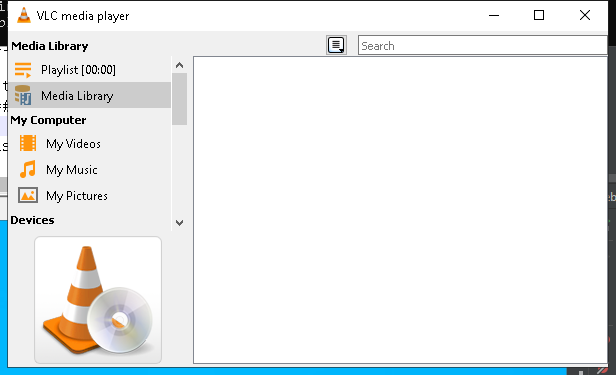 VLC media player
Media Library
Search
Playlist [00:00]
Media Library
My Computer
My Videos
My Music
My Pictures
Devices